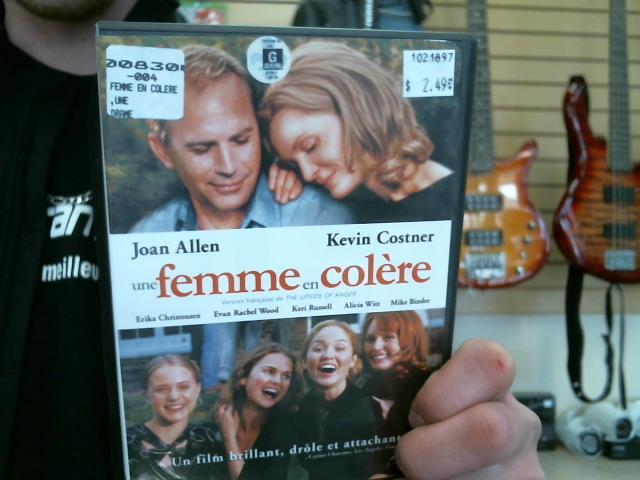 00830
-004
FEMME EN COLERE
,UNE
DRAME
G
1021897
$ 2.49¢
Joan Allen
Kevin Costner
une femme en colère
Version française de THE UPSIDE OF ANGER
Erika Christensen Evan Rachel Wood Keri Russell Alicia Witt Mike Binder
Un film brillant, drôle et attachant
an
meilleu